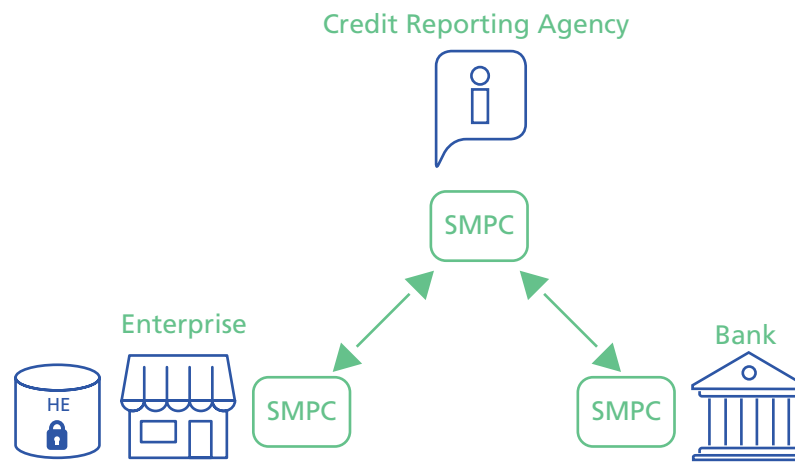 Credit Reporting Agency
SMPC
Enterprise
Bank
HE
SMPC
SMPC